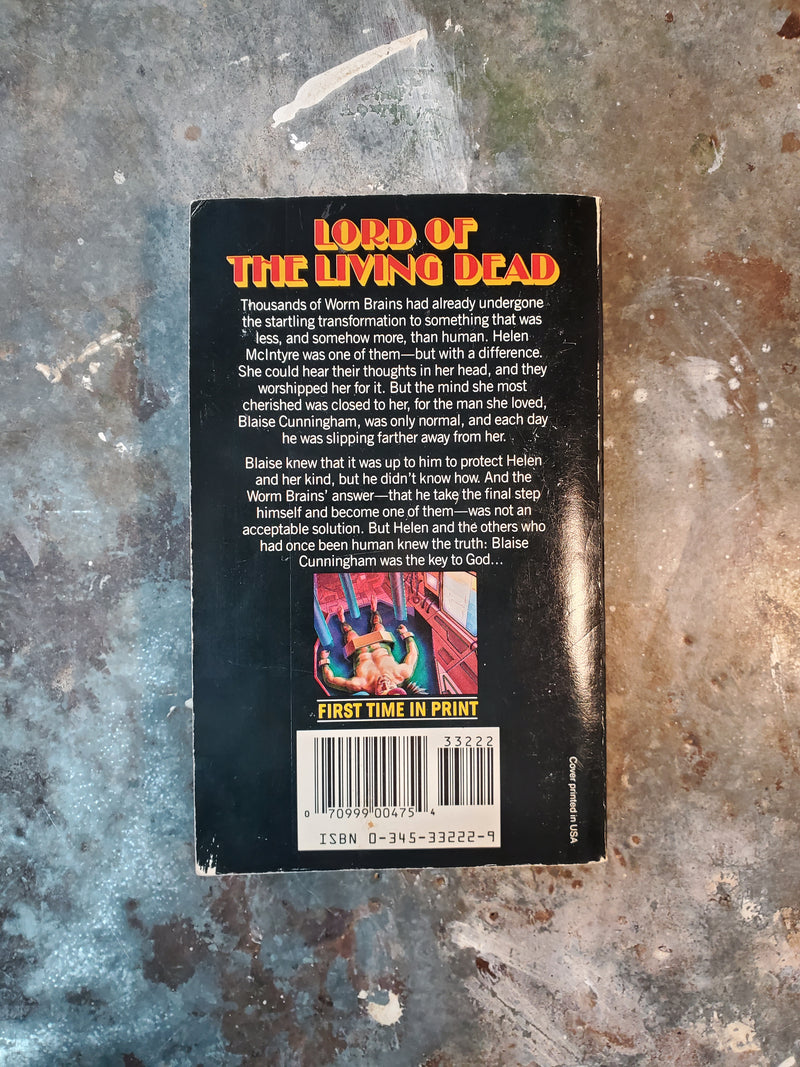 LORD OF
THE LIVING DEAD
Thousands of Worm Brains had already undergone
the startling transformation to something that was
less, and somehow more, than human. Helen
McIntyre was one of them—but with a difference.
She could hear their thoughts in her head, and they
worshipped her for it. But the mind she most
cherished was closed to her, for the man she loved,
Blaise Cunningham, was only normal, and each day
he was slipping farther away from her.
Blaise knew that it was up to him to protect Helen
and her kind, but he didn't know how. And the
Worm Brains' answer—that he take the final step
himself and become one of them—was not an
acceptable solution. But Helen and the others who
had once been human knew the truth: Blaise
Cunningham was the key to God...
FIRST TIME IN PRINT
33222
0 70999 00475 4
ISBN 0-345-33222-9
Cover printed in USA